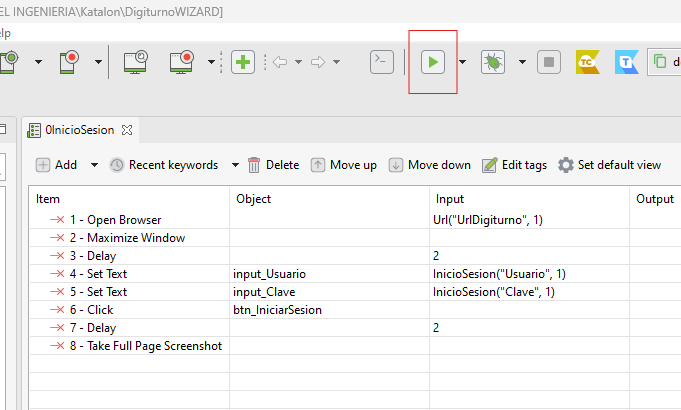 EL INGENIERIA\Katalon\DigiturnoWIZARD]
elp
TC T d
0InicioSesion
Add Recent keywords Delete Move up Move down Edit tags Set default view
Item Object Input Output
1 - Open Browser Url("UrlDigiturno", 1)
2 - Maximize Window
3 - Delay 2
4 - Set Text input_Usuario InicioSesion("Usuario", 1)
5 - Set Text input_Clave InicioSesion("Clave", 1)
6 - Click btn_IniciarSesion
7 - Delay 2
8 - Take Full Page Screenshot